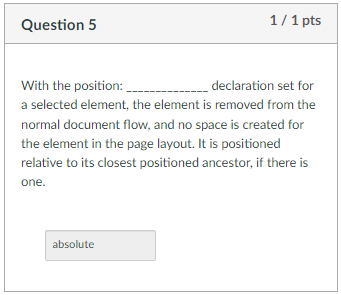 Question 5
1 / 1 pts
With the position: ______________ declaration set for
a selected element, the element is removed from the
normal document flow, and no space is created for
the element in the page layout. It is positioned
relative to its closest positioned ancestor, if there is
one.
absolute